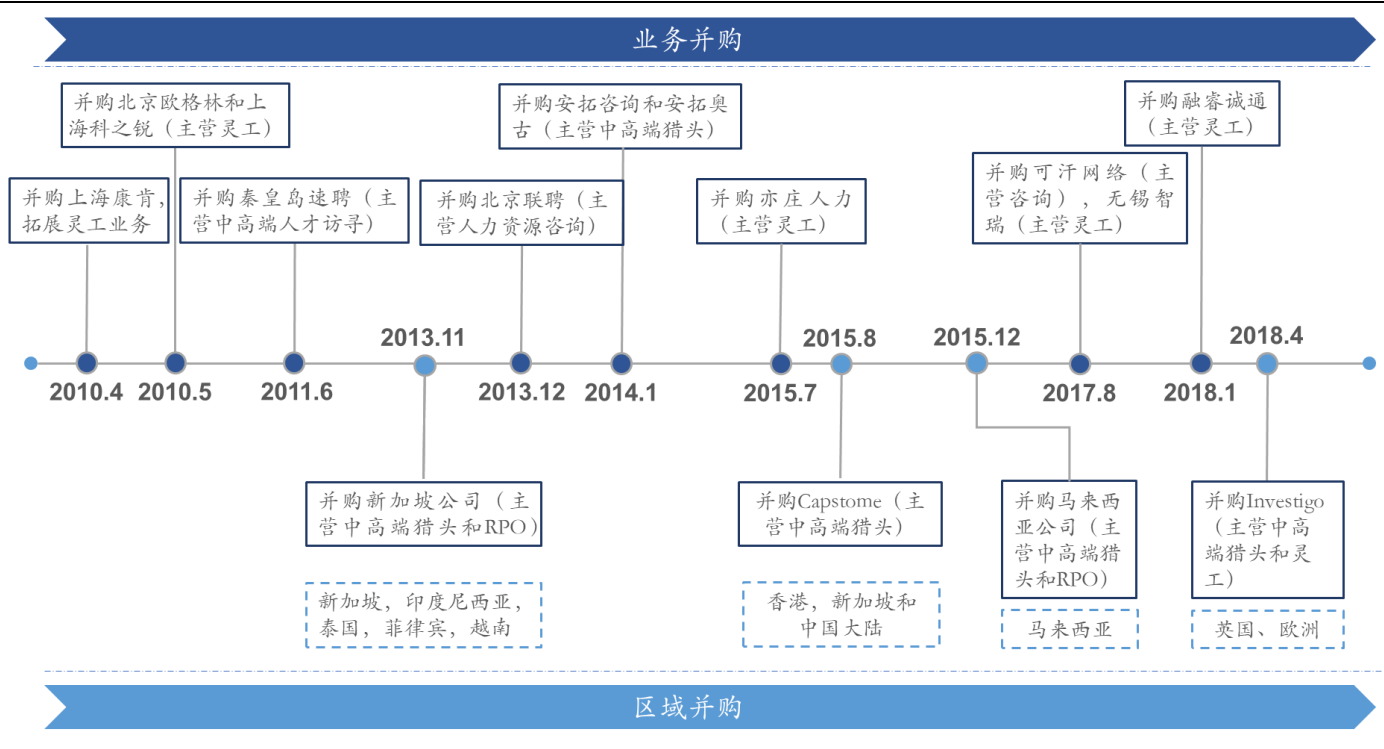 业务并购
并购北京欧格林和上
海科之锐（主营灵工）
并购安拓咨询和安拓奥
古（主营中高端猎头）
并购融睿诚通
（主营灵工）
并购上海康肯，
拓展灵工业务
并购秦皇岛速聘（主
营中高端人才访寻）
并购北京联聘（主
营人力资源咨询）
并购亦庄人力
（主营灵工）
并购可汗网络（主
营咨询），无锡智
瑞（主营灵工）
2013.11
2015.8
2015.12
2018.4
2010.4
2010.5
2011.6
2013.12
2014.1
2015.7
2017.8
2018.1
并购新加坡公司（主
营中高端猎头和RPO）
并购Capstome（主
营中高端猎头）
并购马来西
亚公司（主
营中高端猎
头和RPO）
并购Investigo
（主营中高
端猎头和灵
工）
新加坡，印度尼西亚，
泰国，菲律宾，越南
香港，新加坡和
中国大陆
马来西亚
英国、欧洲
区域并购